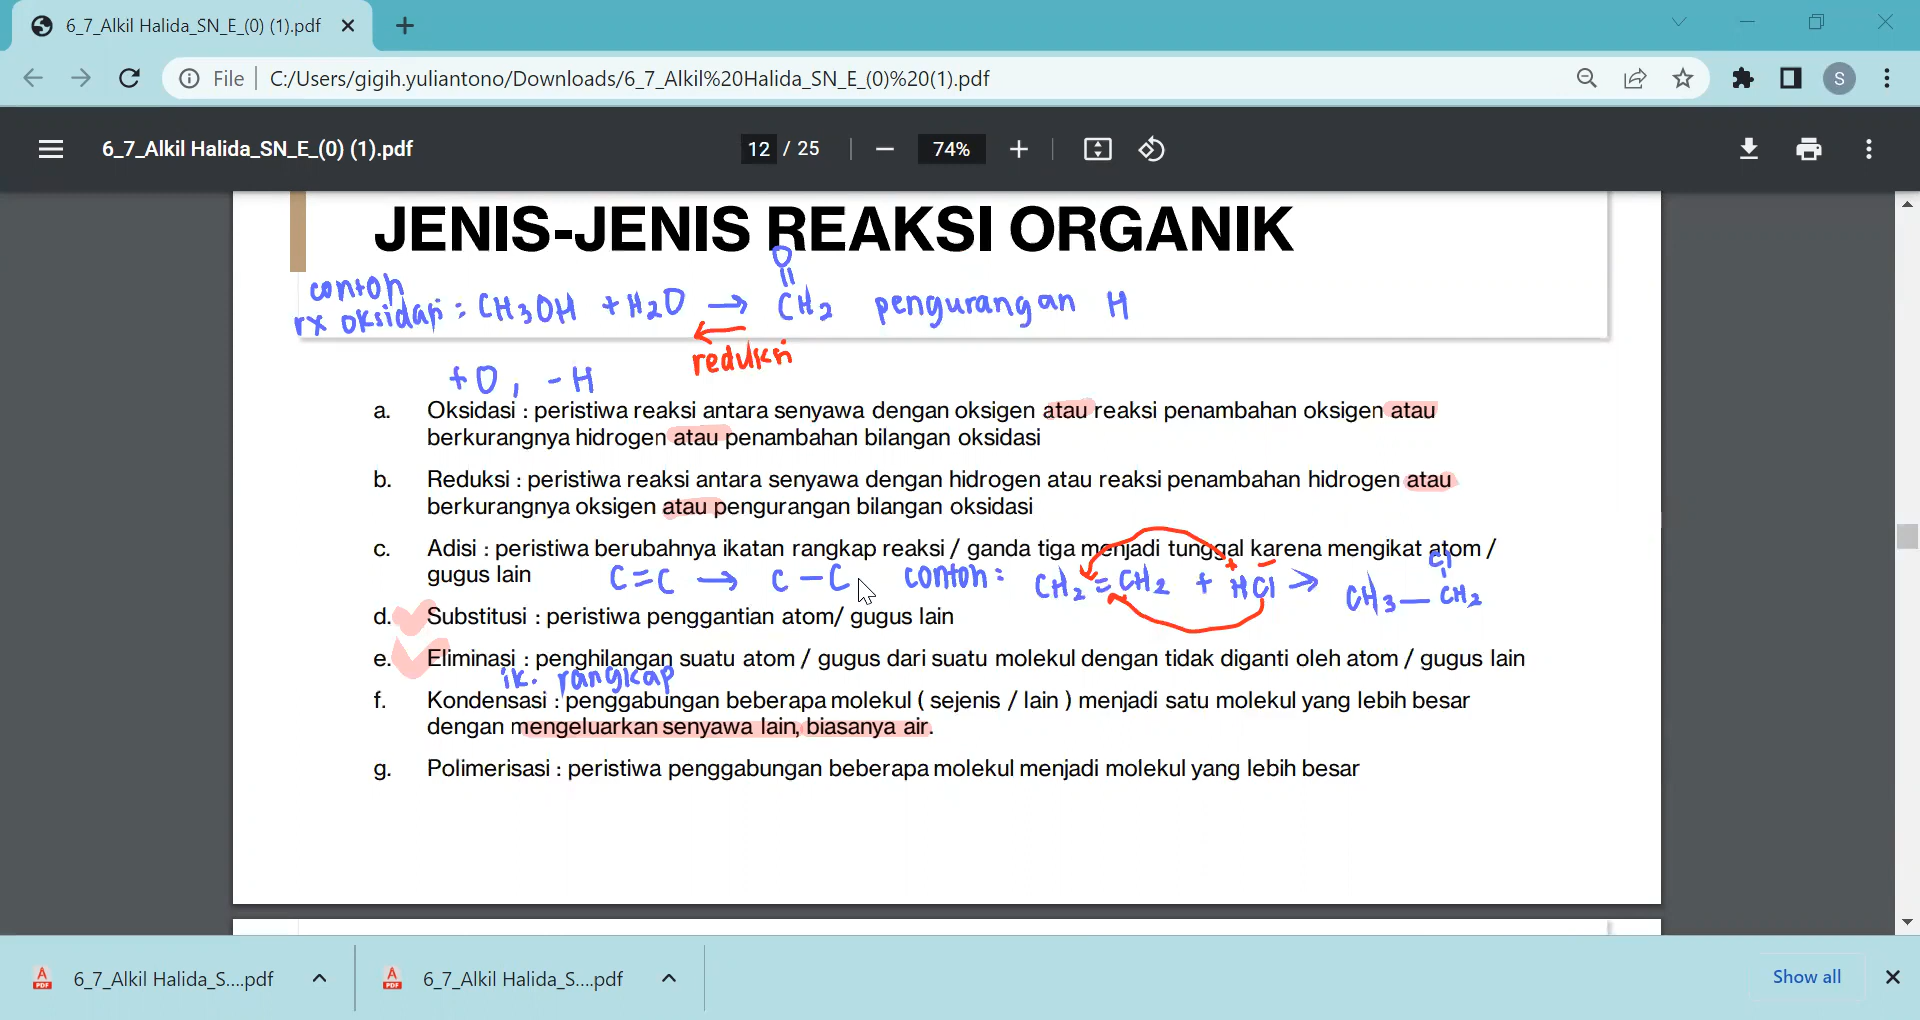 6_7_Alkil Halida_SN_E_(0) (1).pdf
File C:/Users/gigih.yuliantono/Downloads/6_7_Alkil%20Halida_SN_E_(0)%20(1).pdf
S
6_7_Alkil Halida_SN_E_(0) (1).pdf
12 / 25
74%
JENIS-JENIS REAKSI ORGANIK
O
contoh
rx oksidasi : CH3OH + H2O → CH2 pengurangan H
reduksi
+O, -H
a. Oksidasi : peristiwa reaksi antara senyawa dengan oksigen atau reaksi penambahan oksigen atau
berkurangnya hidrogen atau penambahan bilangan oksidasi
b. Reduksi : peristiwa reaksi antara senyawa dengan hidrogen atau reaksi penambahan hidrogen atau
berkurangnya oksigen atau pengurangan bilangan oksidasi
c. Adisi : peristiwa berubahnya ikatan rangkap reaksi / ganda tiga menjadi tunggal karena mengikat atom /
gugus lain
C=C → C-C contoh: CH2=CH2 + HCl → CH3—CH2
+ −
Cl
d. Substitusi : peristiwa penggantian atom/ gugus lain
e. Eliminasi : penghilangan suatu atom / gugus dari suatu molekul dengan tidak diganti oleh atom / gugus lain
ik. rangkap
f. Kondensasi : penggabungan beberapa molekul ( sejenis / lain ) menjadi satu molekul yang lebih besar
dengan mengeluarkan senyawa lain, biasanya air.
g. Polimerisasi : peristiwa penggabungan beberapa molekul menjadi molekul yang lebih besar
6_7_Alkil Halida_S....pdf
6_7_Alkil Halida_S....pdf
Show all